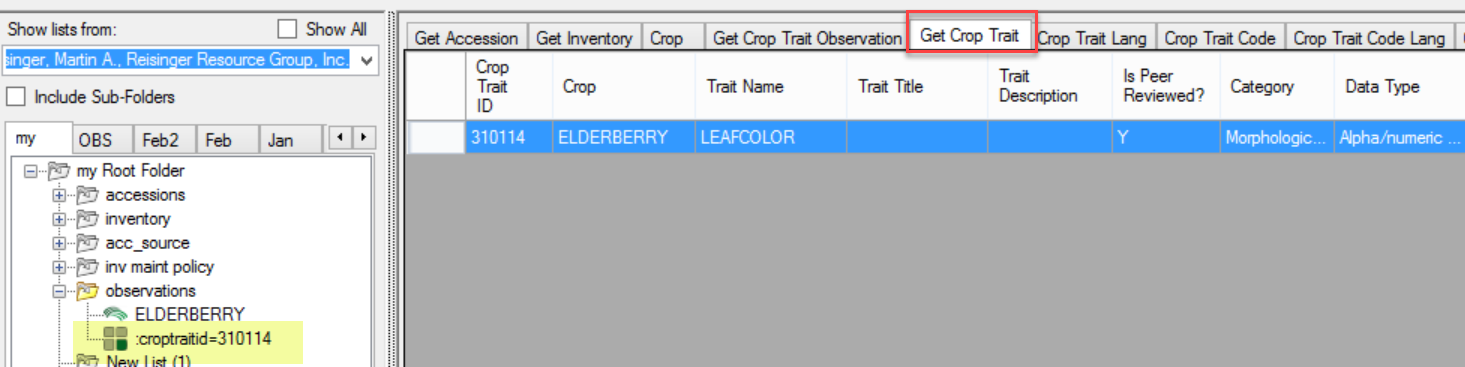 Show lists from:
Show All
singer, Martin A., Reisinger Resource Group, Inc.
Include Sub-Folders
my
OBS
Feb2
Feb
Jan
my Root Folder
accessions
inventory
acc_source
inv maint policy
observations
ELDERBERRY
:croptraitid=310114
New List (1)
Get Accession
Get Inventory
Crop
Get Crop Trait Observation
Get Crop Trait
Crop Trait Lang
Crop Trait Code
Crop Trait Code Lang
Crop
Trait
ID
Crop
Trait Name
Trait Title
Trait
Description
Is Peer
Reviewed?
Category
Data Type
310114
ELDERBERRY
LEAFCOLOR
Y
Morphologic...
Alpha/numeric ...